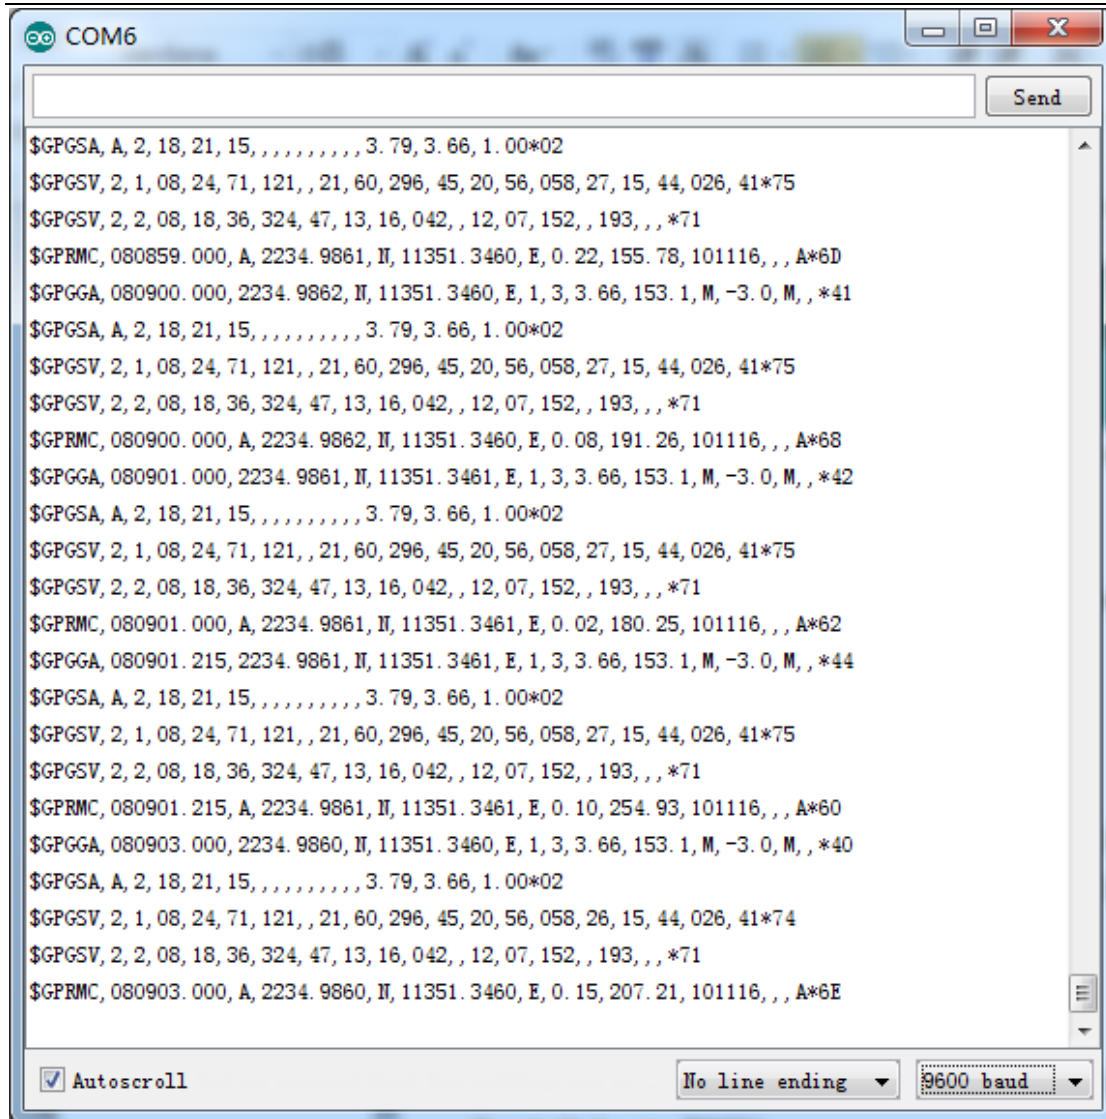 COM6
Send
$GPGSA, A, 2, 18, 21, 15, , , , , , , , , , 3. 79, 3. 66, 1. 00*02
$GPGSV, 2, 1, 08, 24, 71, 121, , 21, 60, 296, 45, 20, 56, 058, 27, 15, 44, 026, 41*75
$GPGSV, 2, 2, 08, 18, 36, 324, 47, 13, 16, 042, , 12, 07, 152, , 193, , , *71
$GPRMC, 080859. 000, A, 2234. 9861, N, 11351. 3460, E, 0. 22, 155. 78, 101116, , , A*6D
$GPGGA, 080900. 000, 2234. 9862, N, 11351. 3460, E, 1, 3, 3. 66, 153. 1, M, -3. 0, M, , *41
$GPGSA, A, 2, 18, 21, 15, , , , , , , , , , 3. 79, 3. 66, 1. 00*02
$GPGSV, 2, 1, 08, 24, 71, 121, , 21, 60, 296, 45, 20, 56, 058, 27, 15, 44, 026, 41*75
$GPGSV, 2, 2, 08, 18, 36, 324, 47, 13, 16, 042, , 12, 07, 152, , 193, , , *71
$GPRMC, 080900. 000, A, 2234. 9862, N, 11351. 3460, E, 0. 08, 191. 26, 101116, , , A*68
$GPGGA, 080901. 000, 2234. 9861, N, 11351. 3461, E, 1, 3, 3. 66, 153. 1, M, -3. 0, M, , *42
$GPGSA, A, 2, 18, 21, 15, , , , , , , , , , 3. 79, 3. 66, 1. 00*02
$GPGSV, 2, 1, 08, 24, 71, 121, , 21, 60, 296, 45, 20, 56, 058, 27, 15, 44, 026, 41*75
$GPGSV, 2, 2, 08, 18, 36, 324, 47, 13, 16, 042, , 12, 07, 152, , 193, , , *71
$GPRMC, 080901. 000, A, 2234. 9861, N, 11351. 3461, E, 0. 02, 180. 25, 101116, , , A*62
$GPGGA, 080901. 215, 2234. 9861, N, 11351. 3461, E, 1, 3, 3. 66, 153. 1, M, -3. 0, M, , *44
$GPGSA, A, 2, 18, 21, 15, , , , , , , , , , 3. 79, 3. 66, 1. 00*02
$GPGSV, 2, 1, 08, 24, 71, 121, , 21, 60, 296, 45, 20, 56, 058, 27, 15, 44, 026, 41*75
$GPGSV, 2, 2, 08, 18, 36, 324, 47, 13, 16, 042, , 12, 07, 152, , 193, , , *71
$GPRMC, 080901. 215, A, 2234. 9861, N, 11351. 3461, E, 0. 10, 254. 93, 101116, , , A*60
$GPGGA, 080903. 000, 2234. 9860, N, 11351. 3460, E, 1, 3, 3. 66, 153. 1, M, -3. 0, M, , *40
$GPGSA, A, 2, 18, 21, 15, , , , , , , , , , 3. 79, 3. 66, 1. 00*02
$GPGSV, 2, 1, 08, 24, 71, 121, , 21, 60, 296, 45, 20, 56, 058, 26, 15, 44, 026, 41*74
$GPGSV, 2, 2, 08, 18, 36, 324, 47, 13, 16, 042, , 12, 07, 152, , 193, , , *71
$GPRMC, 080903. 000, A, 2234. 9860, N, 11351. 3460, E, 0. 15, 207. 21, 101116, , , A*6E
Autoscroll
No line ending
9600 baud